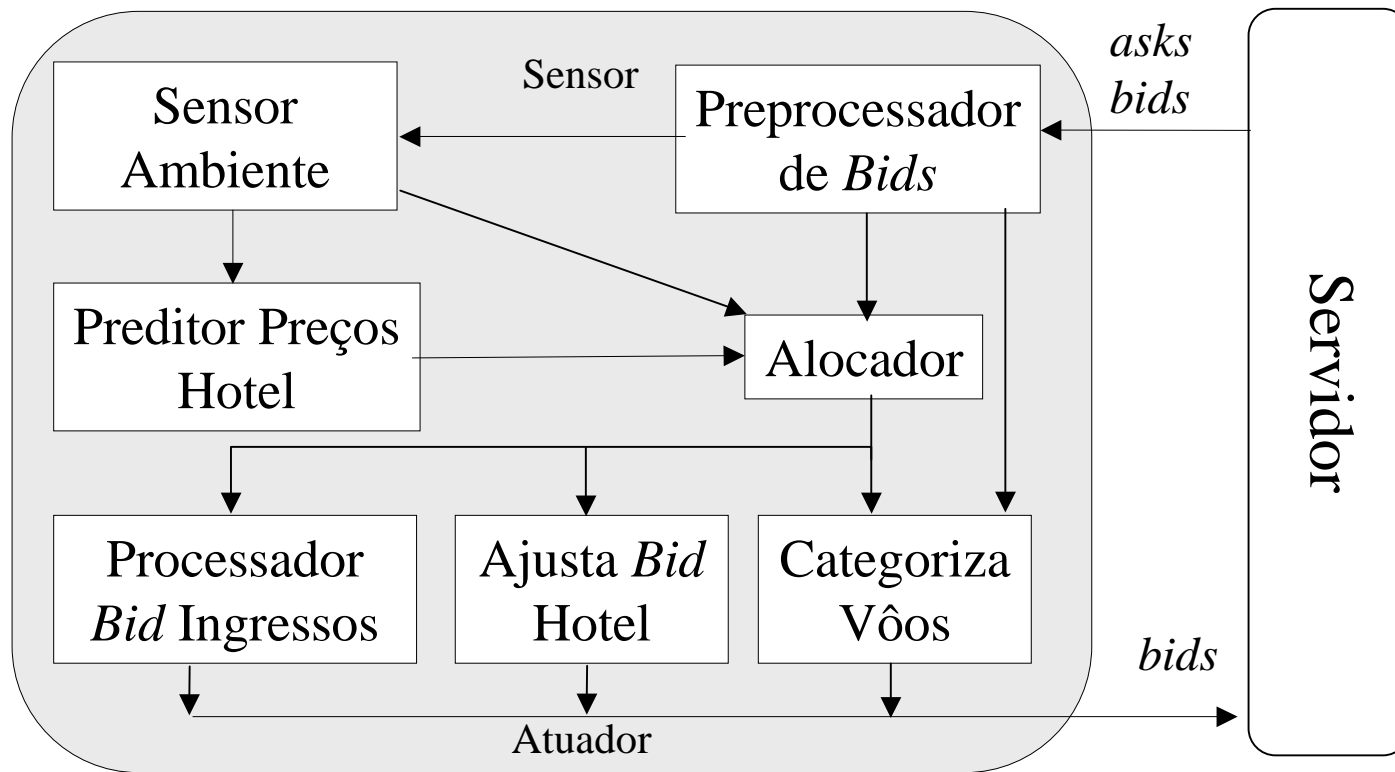 Sensor
Ambiente
Sensor
Preprocessador
de Bids
asks
bids
Preditor Preços
Hotel
Alocador
Servidor
Processador
Bid Ingressos
Ajusta Bid
Hotel
Categoriza
Vôos
bids
Atuador